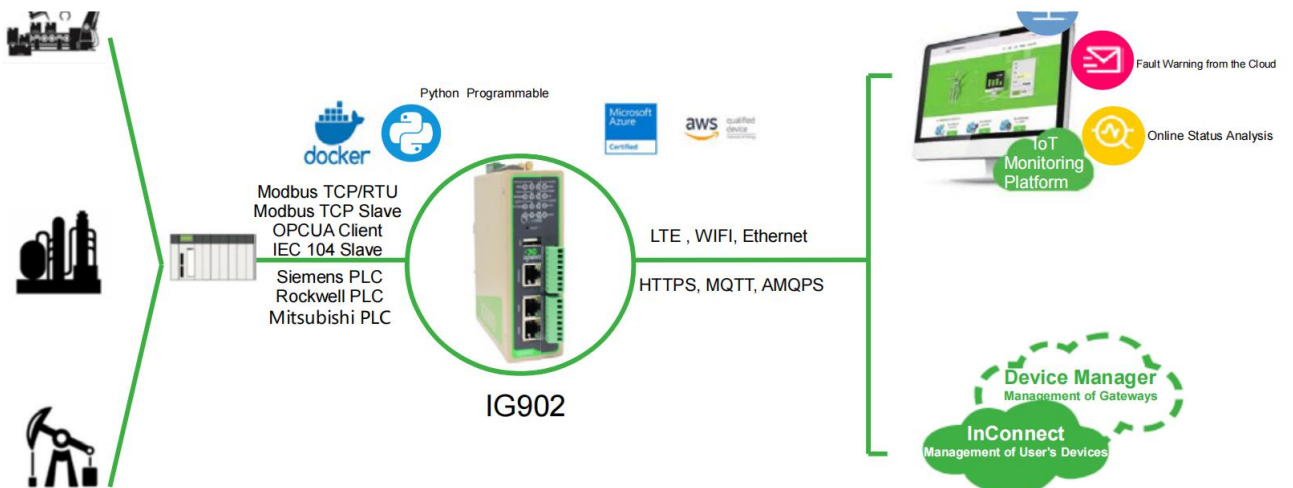 Python Programmable
docker
Microsoft
Azure
Certified
aws
qualified
device
Modbus TCP/RTU
Modbus TCP Slave
OPCUA Client
IEC 104 Slave
Siemens PLC
Rockwell PLC
Mitsubishi PLC
IG902
LTE , WIFI, Ethernet
HTTPS, MQTT, AMQPS
Fault Warning from the Cloud
Online Status Analysis
IoT
Monitoring
Platform
Device Manager
Management of Gateways
InConnect
Management of User's Devices